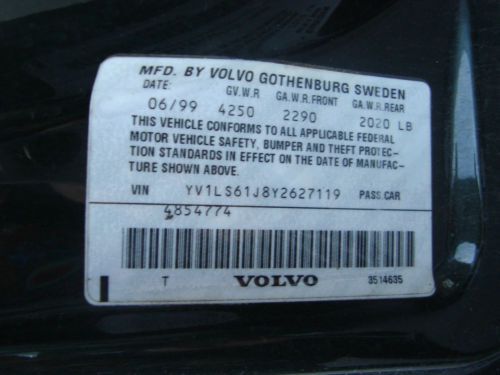 MFD. BY VOLVO GOTHENBURG SWEDEN
DATE: G.V.W.R GA.W.R.FRONT GA.W.R.REAR
06/99 4250 2290 2020 LB
THIS VEHICLE CONFORMS TO ALL APPLICABLE FEDERAL
MOTOR VEHICLE SAFETY, BUMPER AND THEFT PROTEC-
TION STANDARDS IN EFFECT ON THE DATE OF MANUFAC-
TURE SHOWN ABOVE.
VIN YV1LS61J8Y2627119 PASS.CAR
4854774
T VOLVO 3514635